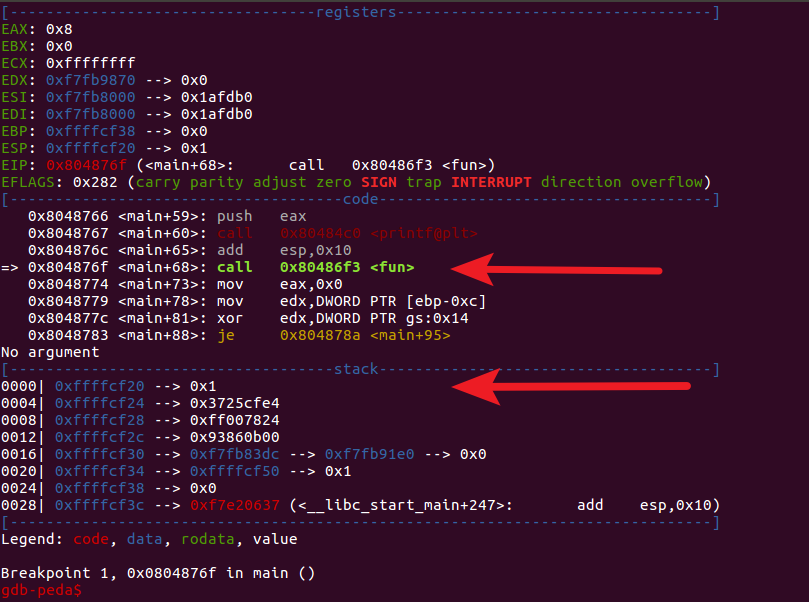 [----------------------------------registers-----------------------------------]
EAX: 0x8
EBX: 0x0
ECX: 0xffffffff
EDX: 0xf7fb9870 --> 0x0
ESI: 0xf7fb8000 --> 0x1afdb0
EDI: 0xf7fb8000 --> 0x1afdb0
EBP: 0xffffcf38 --> 0x0
ESP: 0xffffcf20 --> 0x1
EIP: 0x804876f (<main+68>:	call   0x80486f3 <fun>)
EFLAGS: 0x282 (carry parity adjust zero SIGN trap INTERRUPT direction overflow)
[-------------------------------------code-------------------------------------]
   0x8048766 <main+59>:	push   eax
   0x8048767 <main+60>:	call   0x80484c0 <printf@plt>
   0x804876c <main+65>:	add    esp,0x10
=> 0x804876f <main+68>:	call   0x80486f3 <fun>
   0x8048774 <main+73>:	mov    eax,0x0
   0x8048779 <main+78>:	mov    edx,DWORD PTR [ebp-0xc]
   0x804877c <main+81>:	xor    edx,DWORD PTR gs:0x14
   0x8048783 <main+88>:	je     0x804878a <main+95>
No argument
[------------------------------------stack-------------------------------------]
0000| 0xffffcf20 --> 0x1
0004| 0xffffcf24 --> 0x3725cfe4
0008| 0xffffcf28 --> 0xff007824
0012| 0xffffcf2c --> 0x93860b00
0016| 0xffffcf30 --> 0xf7fb83dc --> 0xf7fb91e0 --> 0x0
0020| 0xffffcf34 --> 0xffffcf50 --> 0x1
0024| 0xffffcf38 --> 0x0
0028| 0xffffcf3c --> 0xf7e20637 (<__libc_start_main+247>:	add    esp,0x10)
[------------------------------------------------------------------------------]
Legend: code, data, rodata, value
Breakpoint 1, 0x0804876f in main ()
gdb-peda$